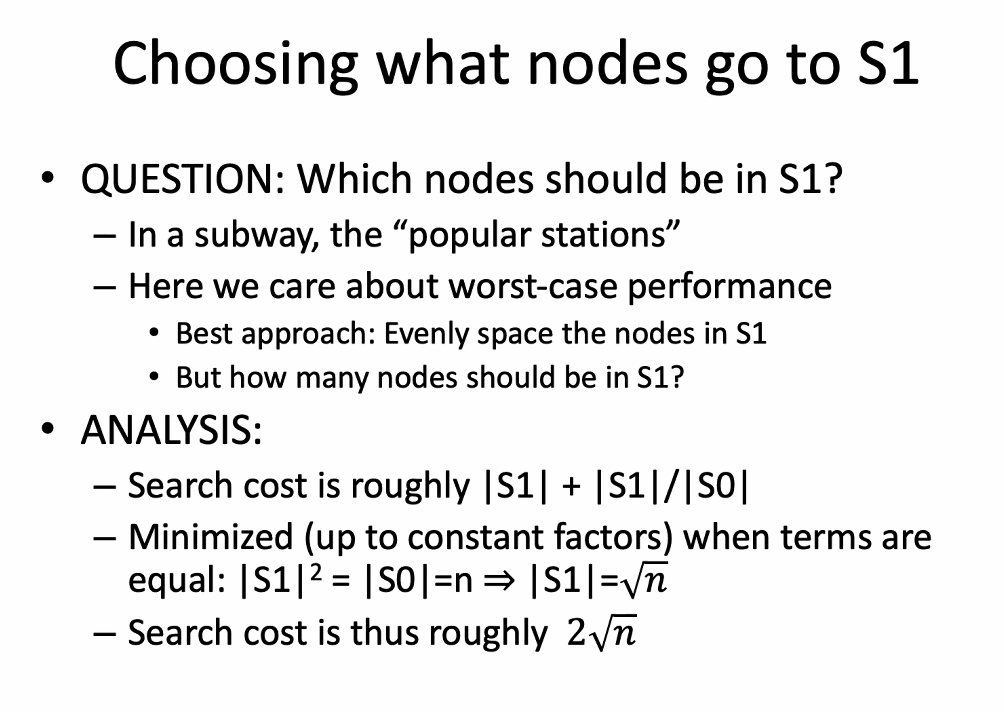 Choosing what nodes go to S1
• QUESTION: Which nodes should be in S1?
– In a subway, the “popular stations”
– Here we care about worst-case performance
• Best approach: Evenly space the nodes in S1
• But how many nodes should be in S1?
• ANALYSIS:
– Search cost is roughly |S1| + |S1|/|S0|
– Minimized (up to constant factors) when terms are
equal: |S1|² = |S0|=n ⇒ |S1|=√n
– Search cost is thus roughly 2√n